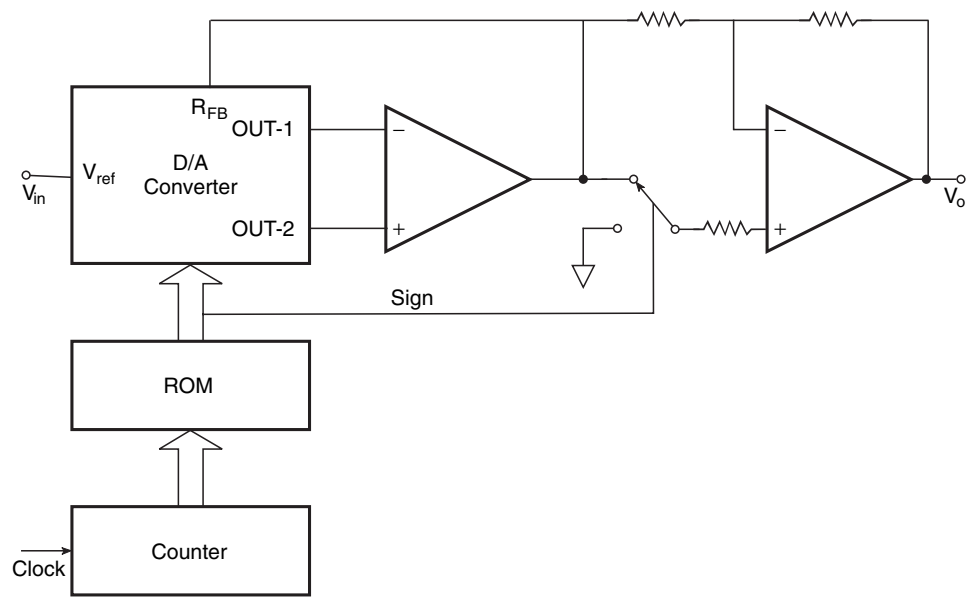 R_FB
OUT-1
D/A
Converter
V_ref
V_in
OUT-2
−
+
−
+
V_o
Sign
ROM
Counter
Clock